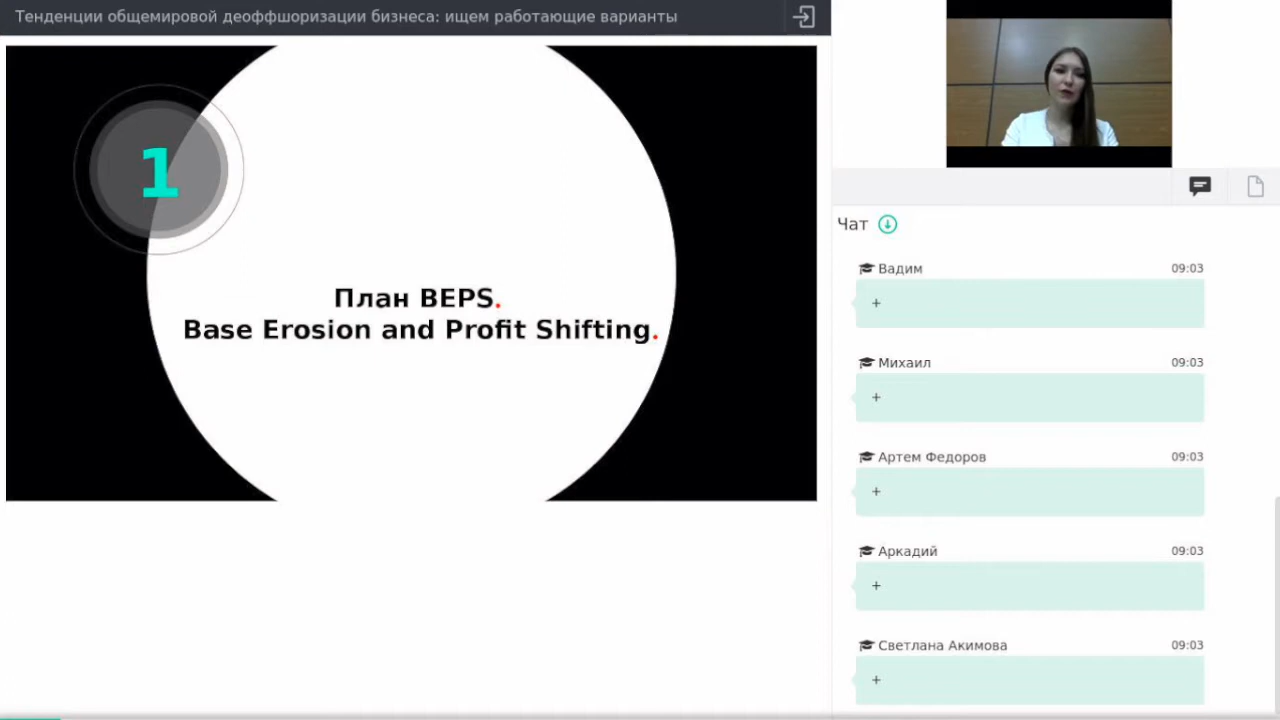 Тенденции общемировой деоффшоризации бизнеса: ищем работающие варианты
1
План BEPS.
Base Erosion and Profit Shifting.
Чат
Вадим 09:03
+
Михаил 09:03
+
Артем Федоров 09:03
+
Аркадий 09:03
+
Светлана Акимова 09:03
+